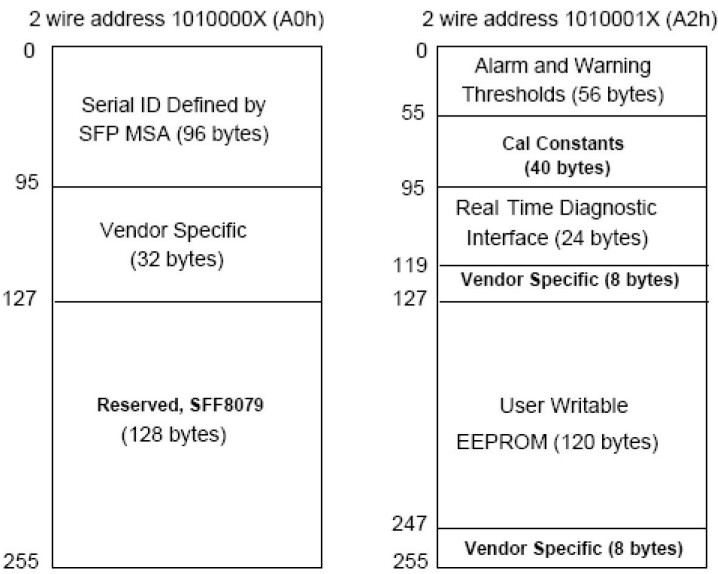 2 wire address 1010000X (A0h)
0
Serial ID Defined by
SFP MSA (96 bytes)
95
Vendor Specific
(32 bytes)
127
Reserved, SFF8079
(128 bytes)
255
2 wire address 1010001X (A2h)
0
Alarm and Warning
Thresholds (56 bytes)
55
Cal Constants
(40 bytes)
95
Real Time Diagnostic
Interface (24 bytes)
119
Vendor Specific (8 bytes)
127
User Writable
EEPROM (120 bytes)
247
Vendor Specific (8 bytes)
255